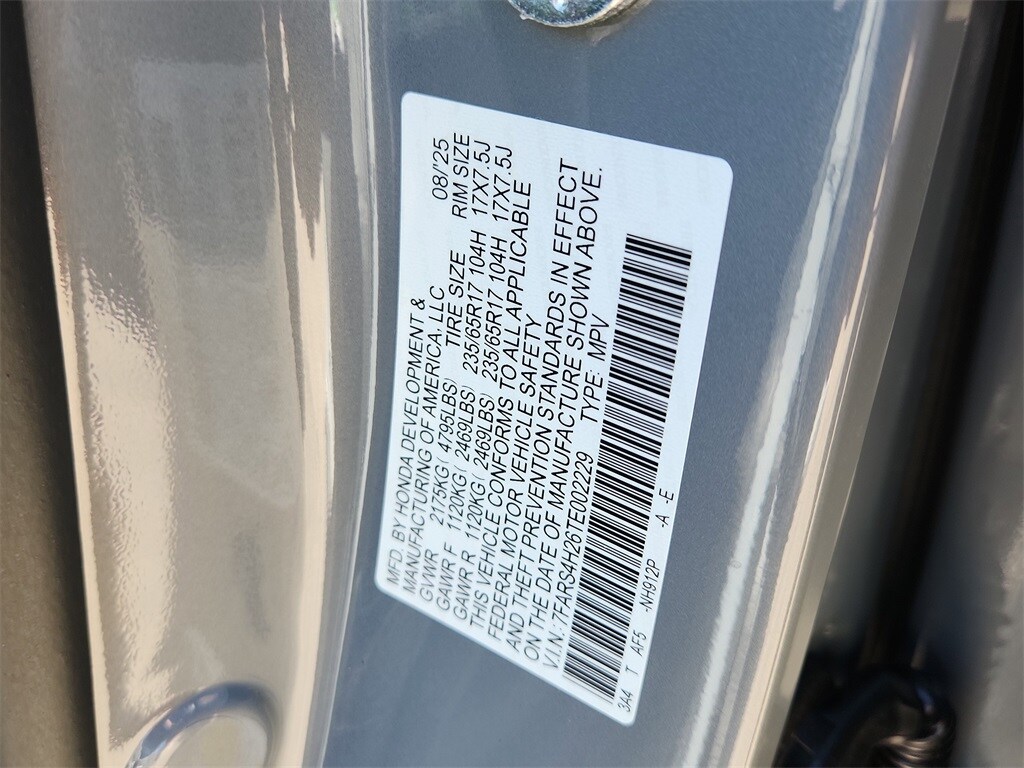 MFD. BY HONDA DEVELOPMENT & 08/25
MANUFACTURING OF AMERICA, LLC
TIRE SIZE RIM SIZE
GVWR 2175KG( 4795LBS)
GAWR F 1120KG( 2469LBS) 235/65R17 104H 17X7.5J
GAWR R 1120KG( 2469LBS) 235/65R17 104H 17X7.5J
THIS VEHICLE CONFORMS TO ALL APPLICABLE
FEDERAL MOTOR VEHICLE SAFETY
AND THEFT PREVENTION STANDARDS IN EFFECT
ON THE DATE OF MANUFACTURE SHOWN ABOVE.
V.I.N.:7FARS4H26TE002229 TYPE: MPV
3A4 T AF5 -NH912P -A -E